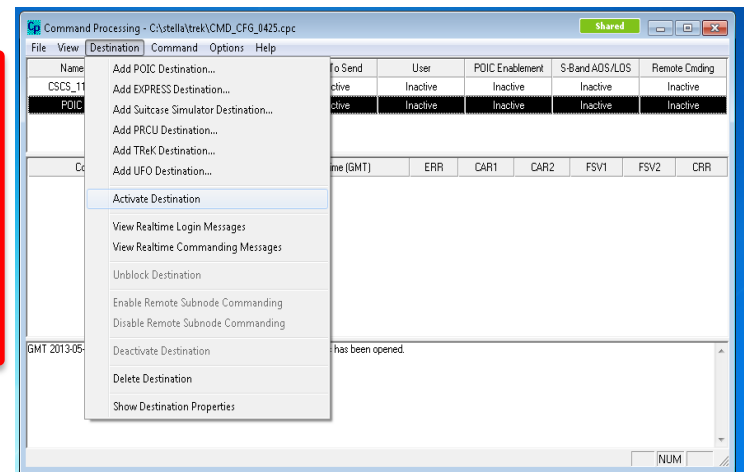 Command Processing - C:\stella\trek\CMD_CFG_0425.cpc Shared
File View Destination Command Options Help
Name To Send User POIC Enablement S-Band AOS/LOS Remote Cmding
CSCS_11 ctive Inactive Inactive Inactive Inactive
POIC ctive Inactive Inactive Inactive Inactive
Add POIC Destination...
Add EXPRESS Destination...
Add Suitcase Simulator Destination...
Add PRCU Destination...
Add TReK Destination...
Add UFO Destination...
Co me (GMT) ERR CAR1 CAR2 FSV1 FSV2 CRR
Activate Destination
View Realtime Login Messages
View Realtime Commanding Messages
Unblock Destination
Enable Remote Subnode Commanding
Disable Remote Subnode Commanding
Deactivate Destination
GMT 2013-05- has been opened.
Delete Destination
Show Destination Properties
NUM